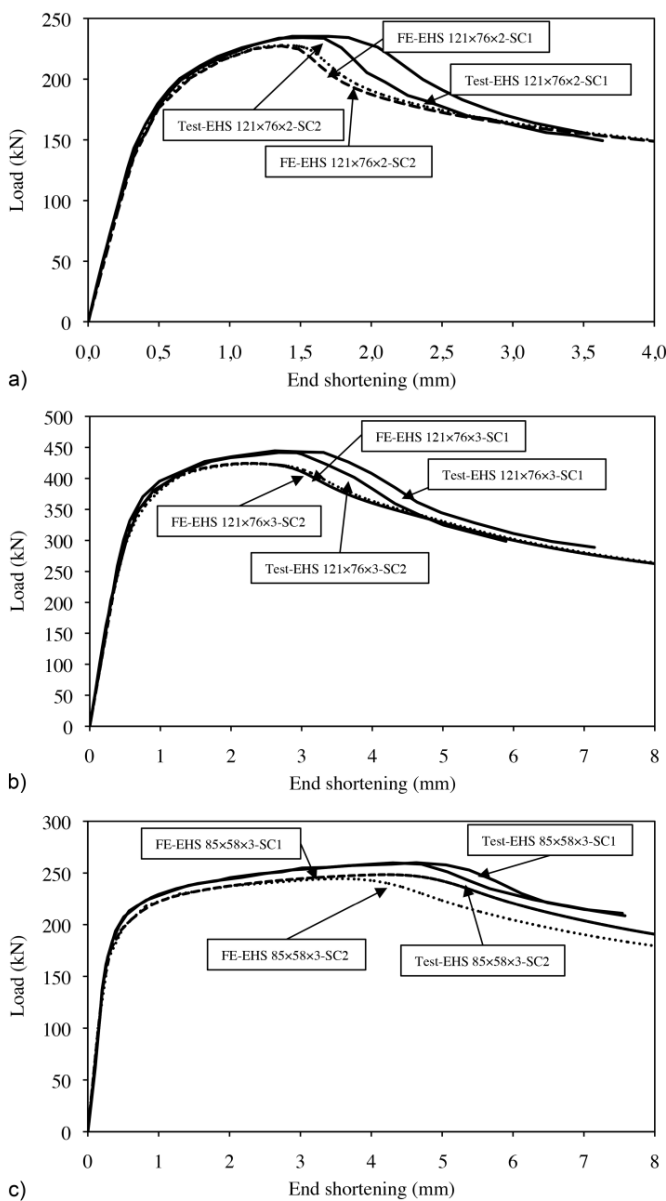 250
200
150
100
50
0
Load (kN)
FE-EHS 121×76×2-SC1
Test-EHS 121×76×2-SC1
Test-EHS 121×76×2-SC2
FE-EHS 121×76×2-SC2
0,0 0,5 1,0 1,5 2,0 2,5 3,0 3,5 4,0
End shortening (mm)
a)
500
450
400
350
300
250
200
150
100
50
0
Load (kN)
FE-EHS 121×76×3-SC1
Test-EHS 121×76×3-SC1
FE-EHS 121×76×3-SC2
Test-EHS 121×76×3-SC2
0 1 2 3 4 5 6 7 8
End shortening (mm)
b)
300
250
200
150
100
50
0
Load (kN)
FE-EHS 85×58×3-SC1
Test-EHS 85×58×3-SC1
FE-EHS 85×58×3-SC2
Test-EHS 85×58×3-SC2
0 1 2 3 4 5 6 7 8
End shortening (mm)
c)